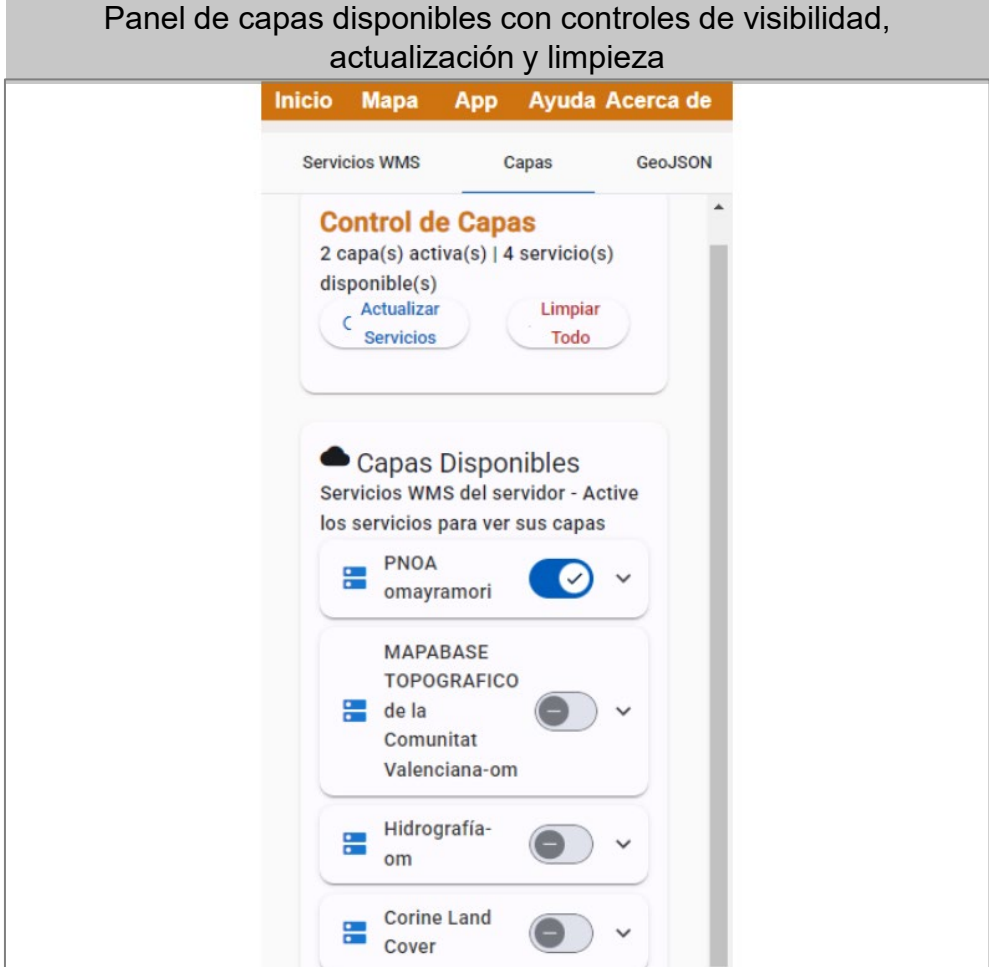 Panel de capas disponibles con controles de visibilidad,
actualización y limpieza
Inicio Mapa App Ayuda Acerca de
Servicios WMS Capas GeoJSON
Control de Capas
2 capa(s) activa(s) | 4 servicio(s)
disponible(s)
Actualizar
Servicios
Limpiar
Todo
Capas Disponibles
Servicios WMS del servidor - Active
los servicios para ver sus capas
PNOA
omayramori
MAPABASE
TOPOGRAFICO
de la
Comunitat
Valenciana-om
Hidrografía-
om
Corine Land
Cover